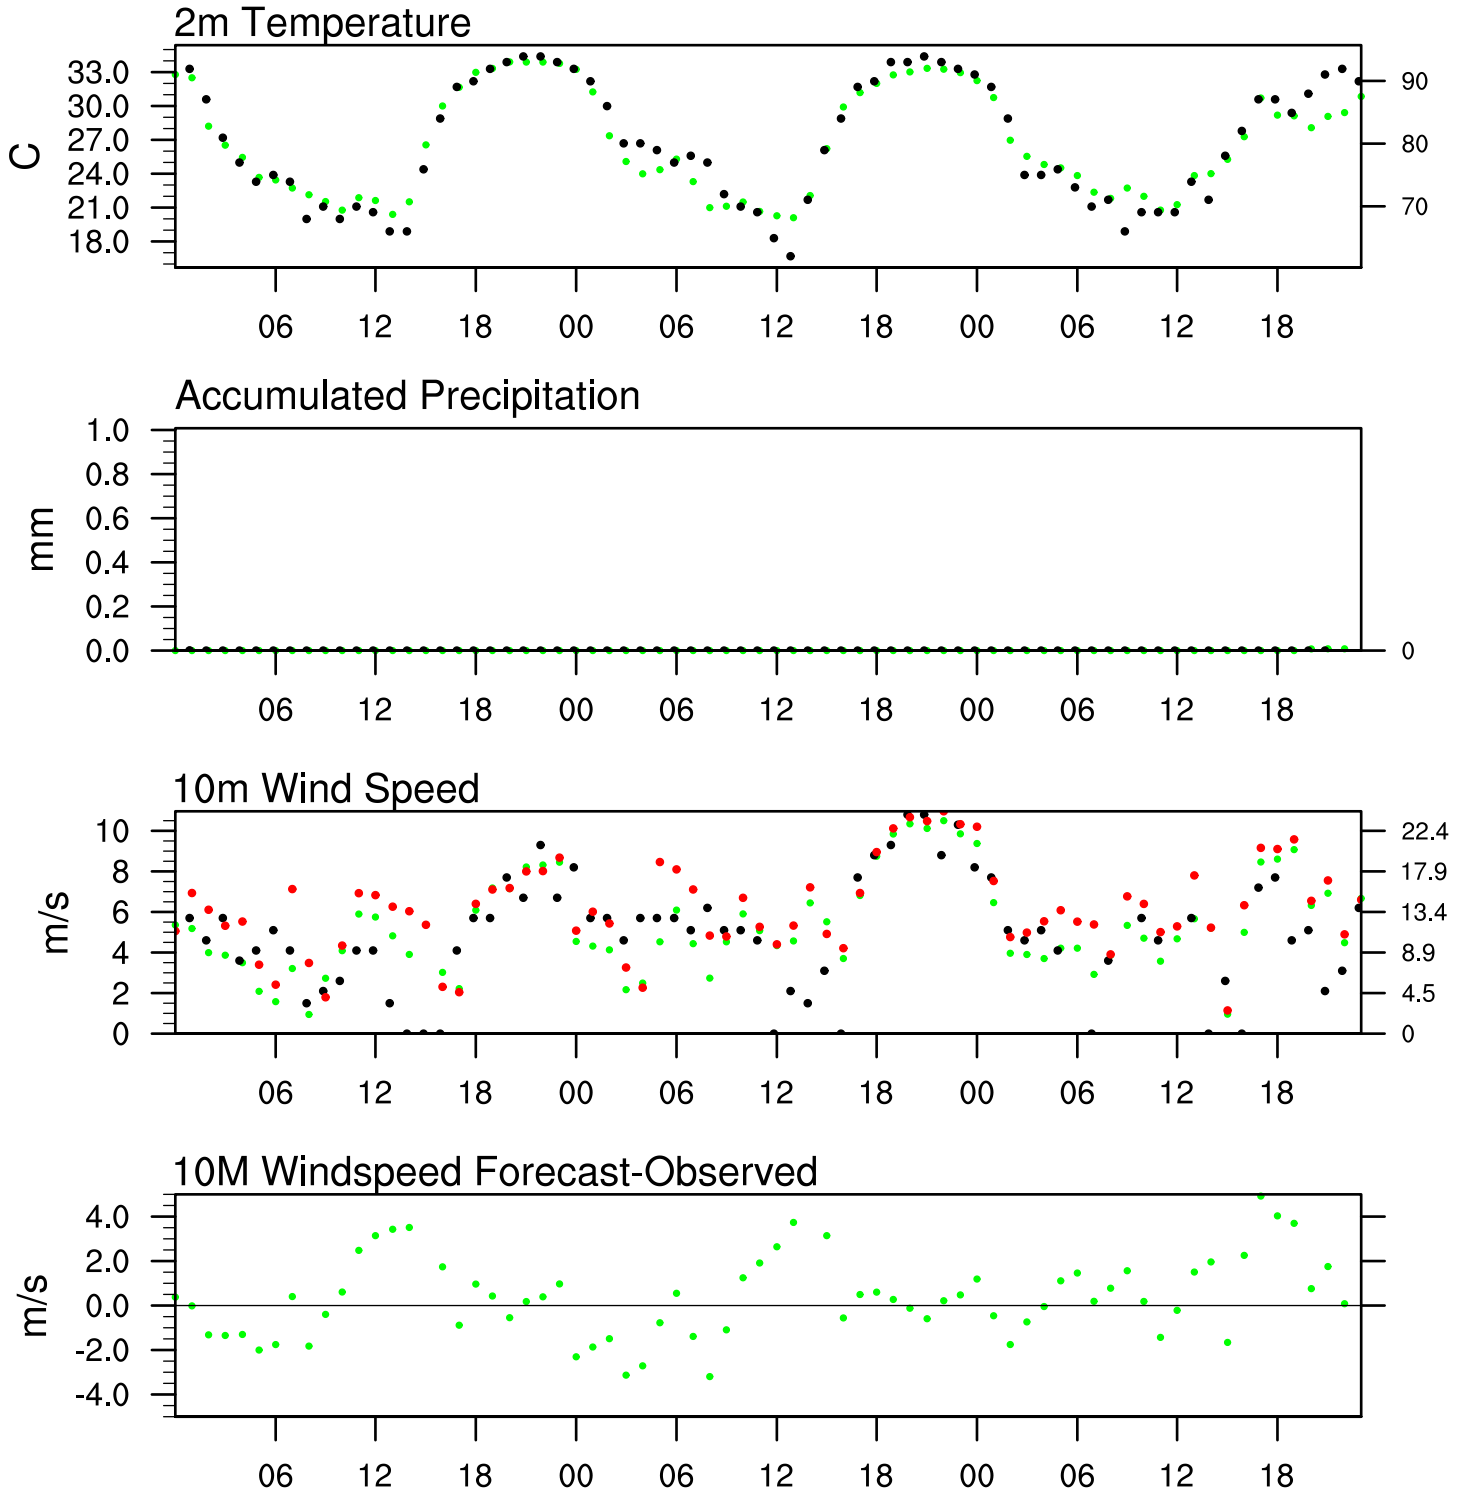 2m Temperature
33.0
30.0
27.0
24.0
21.0
18.0
C
90
80
70
06 12 18 00 06 12 18 00 06 12 18
Accumulated Precipitation
1.0
0.8
0.6
0.4
0.2
0.0
mm
0
06 12 18 00 06 12 18 00 06 12 18
10m Wind Speed
10
8
6
4
2
0
m/s
22.4
17.9
13.4
8.9
4.5
0
06 12 18 00 06 12 18 00 06 12 18
10M Windspeed Forecast-Observed
4.0
2.0
0.0
-2.0
-4.0
m/s
06 12 18 00 06 12 18 00 06 12 18